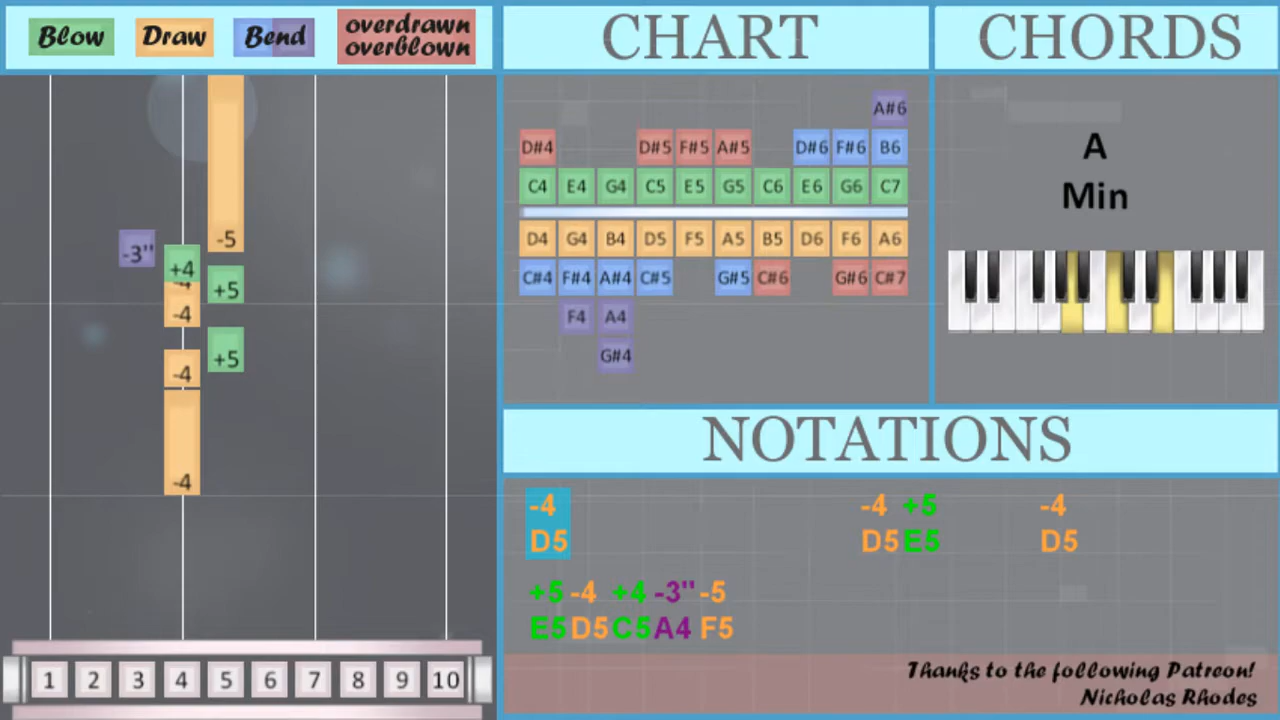 Blow Draw Bend overdrawn
overblown
CHART
CHORDS
-5
-3"
+4
-4
+5
-4
+5
-4
-4
1 2 3 4 5 6 7 8 9 10
A#6
D#4 D#5 F#5 A#5 D#6 F#6 B6
C4 E4 G4 C5 E5 G5 C6 E6 G6 C7
D4 G4 B4 D5 F5 A5 B5 D6 F6 A6
C#4 F#4 A#4 C#5 G#5 C#6 G#6 C#7
F4 A4
G#4
A
Min
NOTATIONS
-4 -4 +5 -4
D5 D5 E5 D5
+5 -4 +4 -3" -5
E5 D5 C5 A4 F5
Thanks to the following Patreon!
Nicholas Rhodes